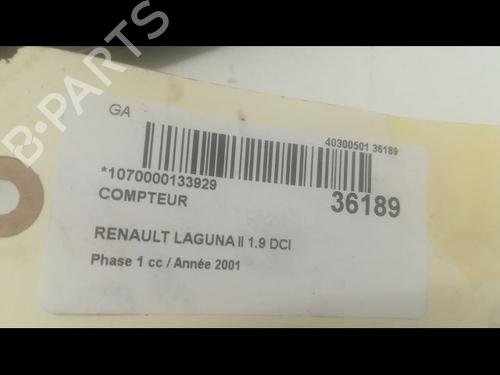 GA
40300501 36189
*1070000133929
COMPTEUR
36189
RENAULT LAGUNA II 1.9 DCI
Phase 1 cc / Année 2001
B-PARTS